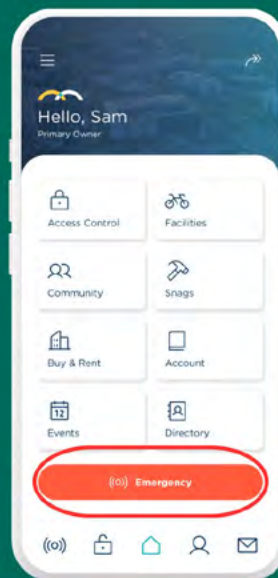 Hello, Sam
Primary Owner
Access Control
Facilities
Community
Snags
Buy & Rent
Account
12
Events
Directory
Emergency